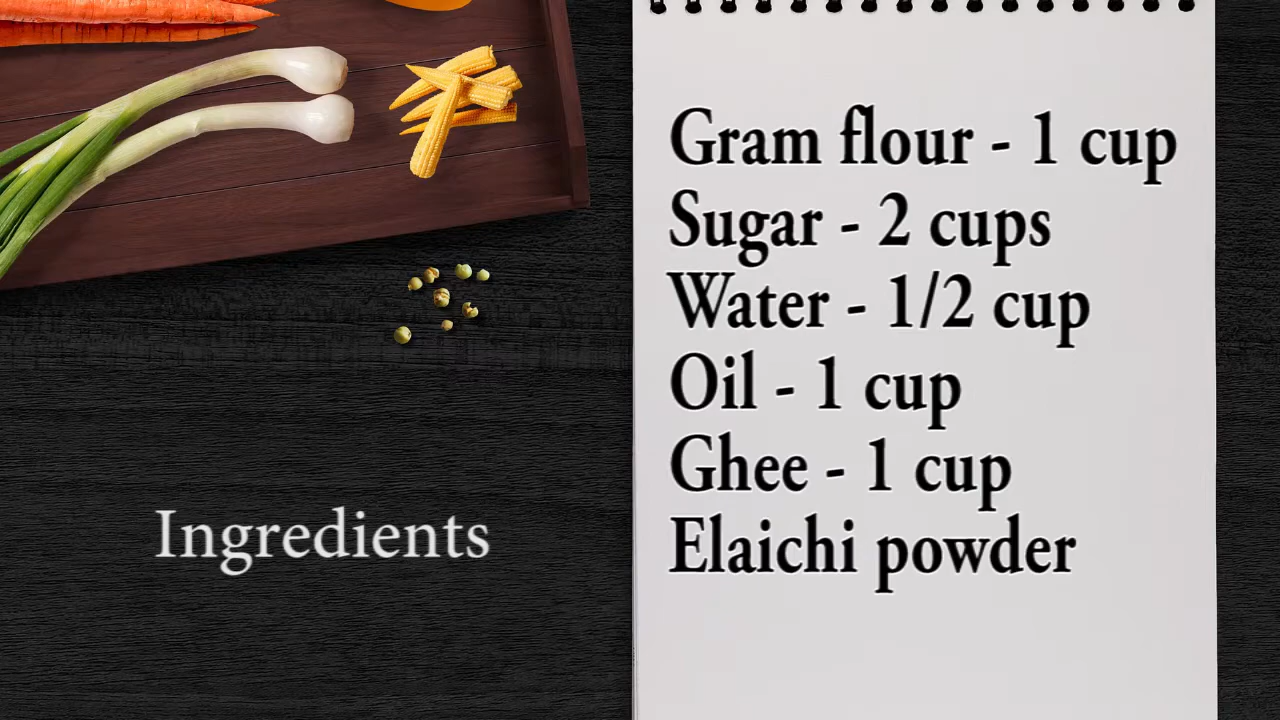 Gram flour - 1 cup
Sugar - 2 cups
Water - 1/2 cup
Oil - 1 cup
Ghee - 1 cup
Elaichi powder
Ingredients